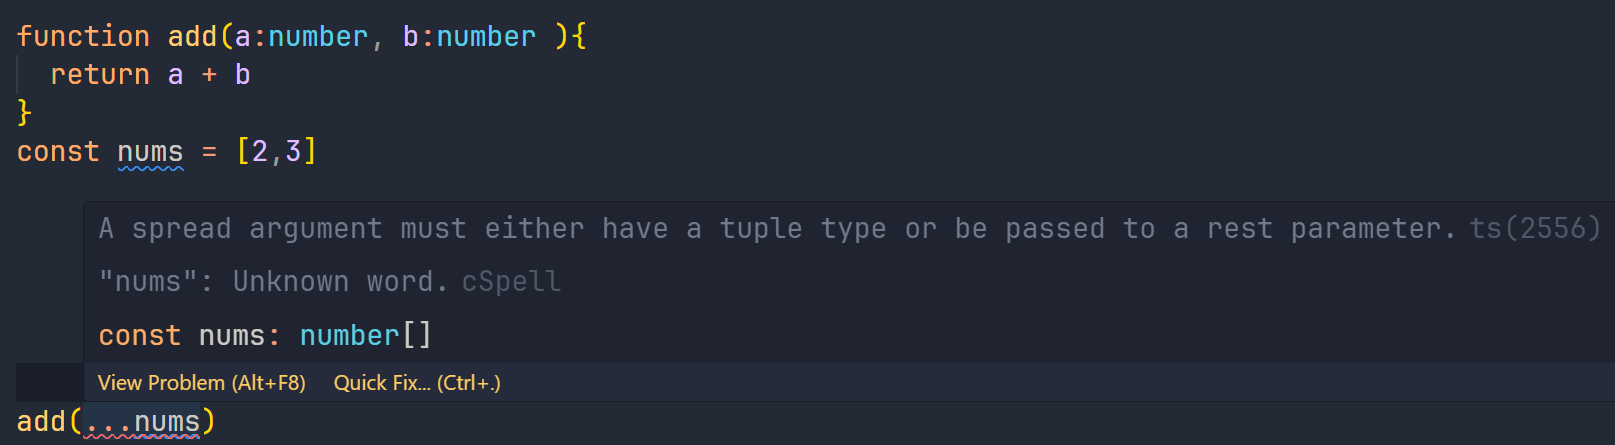 function add(a:number, b:number ){
  return a + b
}
const nums = [2,3]
A spread argument must either have a tuple type or be passed to a rest parameter. ts(2556)
"nums": Unknown word. cSpell
const nums: number[]
View Problem (Alt+F8) Quick Fix... (Ctrl+.)
add(...nums)